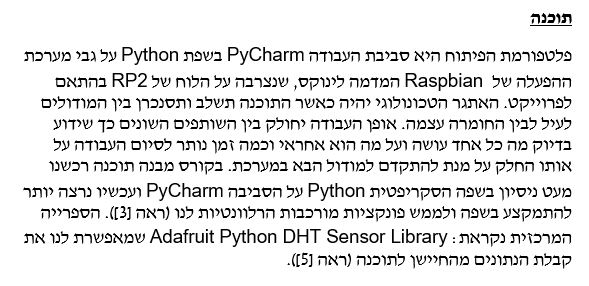 תוכנה
פלטפורמת הפיתוח היא סביבת העבודה PyCharm בשפת Python על גבי מערכת
ההפעלה של Raspbian המדמה לינוקס, שנצרבה על הלוח של RP2 בהתאם
לפרוייקט. האתגר הטכנולוגי יהיה כאשר התוכנה תשלב ותסנכרן בין המודולים
לעיל לבין החומרה עצמה. אופן העבודה יחולק בין השותפים השונים כך שידוע
בדיוק מה כל אחד עושה ועל מה הוא אחראי וכמה זמן נותר לסיום העבודה על
אותו החלק על מנת להתקדם למודול הבא במערכת. בקורס מבנה תוכנה רכשנו
מעט ניסיון בשפה הסקריפטית Python על הסביבה PyCharm ועכשיו נרצה יותר
להתמקצע בשפה ולממש פונקציות מורכבות הרלוונטיות לנו (ראה [3]). הספרייה
המרכזית נקראת: Adafruit Python DHT Sensor Library שמאפשרת לנו את
קבלת הנתונים מהחיישן לתוכנה (ראה [5]).